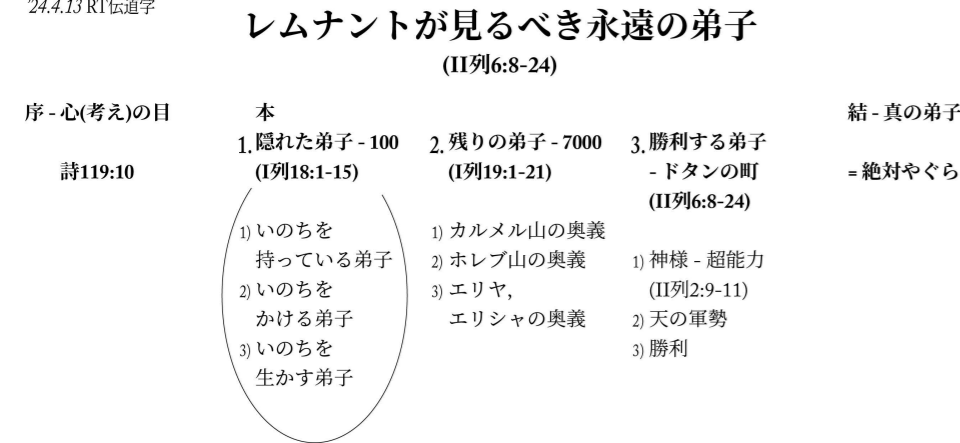 '24.4.13 RT伝道学
レムナントが見るべき永遠の弟子
(II列6:8-24)
序 - 心(考え)の目
詩119:10
本
1. 隠れた弟子 - 100
(I列18:1-15)
1) いのちを
持っている弟子
2) いのちを
かける弟子
3) いのちを
生かす弟子
2. 残りの弟子 - 7000
(I列19:1-21)
1) カルメル山の奥義
2) ホレブ山の奥義
3) エリヤ,
エリシャの奥義
3. 勝利する弟子
- ドタンの町
(II列6:8-24)
1) 神様 - 超能力
(II列2:9-11)
2) 天の軍勢
3) 勝利
結 - 真の弟子
= 絶対やぐら